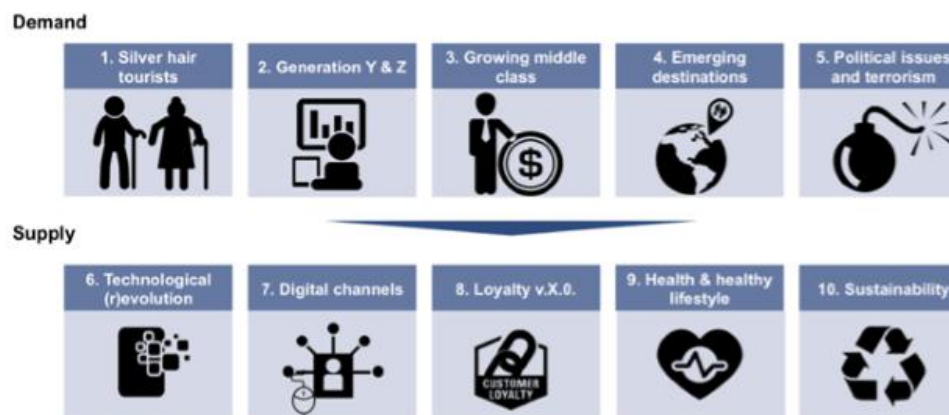 Demand
1. Silver hair
tourists
2. Generation Y & Z
3. Growing middle
class
4. Emerging
destinations
5. Political issues
and terrorism
$
Supply
6. Technological
(r)evolution
7. Digital channels
8. Loyalty v.X.0.
9. Health & healthy
lifestyle
10. Sustainability
CUSTOMER
LOYALTY